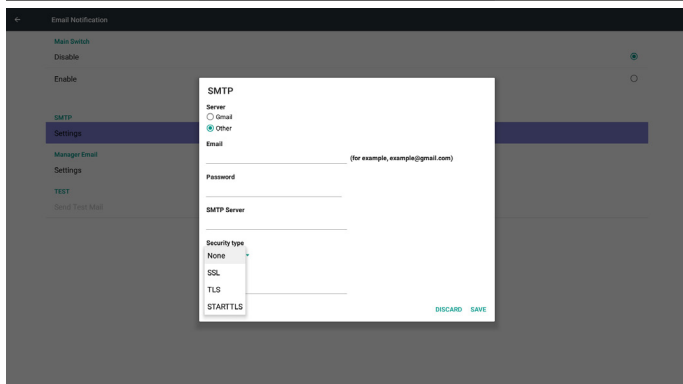 Email Notification
Main Switch
Disable
Enable
SMTP
Settings
Manager Email
Settings
TEST
Send Test Mail
SMTP
Server
Gmail
Other
Email
(for example, example@gmail.com)
Password
SMTP Server
Security type
None
SSL
TLS
STARTTLS
DISCARD SAVE